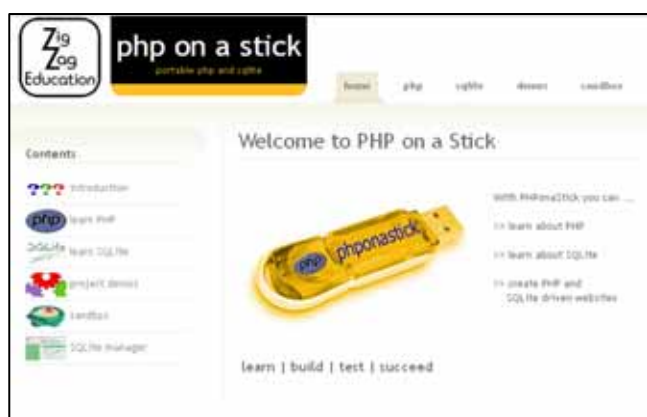 Zig
Zag
Education
php on a stick
portable php and sqlite
home php sqlite demos sandbox
Contents
??? introduction
php learn PHP
SQLite learn SQLite
project demos
sandbox
SQLite manager
Welcome to PHP on a Stick
php phponastick
With PHPonaStick you can ...
>> learn about PHP
>> learn about SQLite
>> create PHP and
SQLite driven websites
learn | build | test | succeed